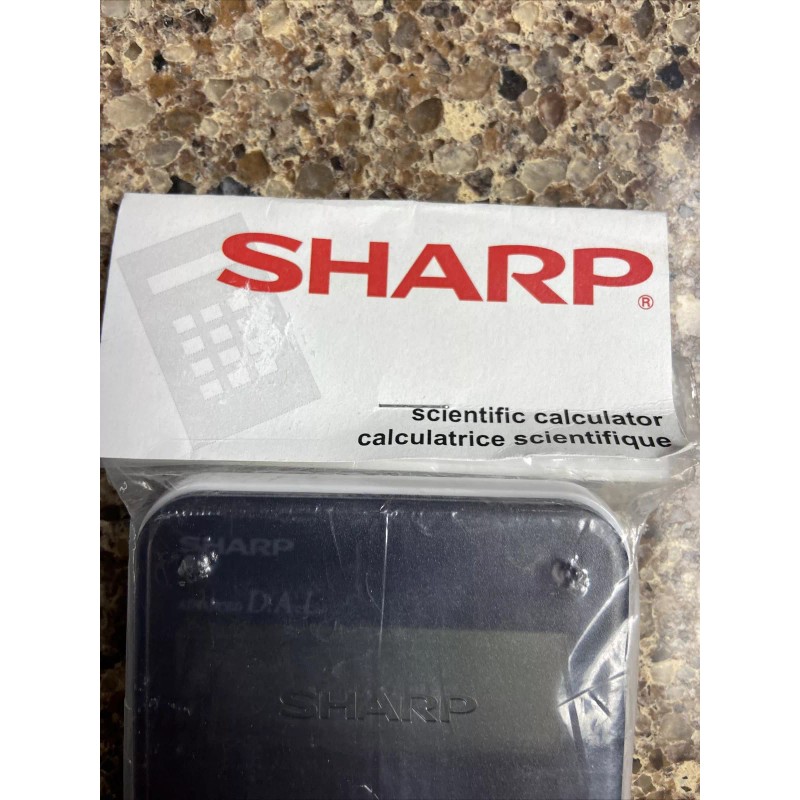 SHARP®
scientific calculator
calculatrice scientifique
SHARP
D.A.L.
SHARP